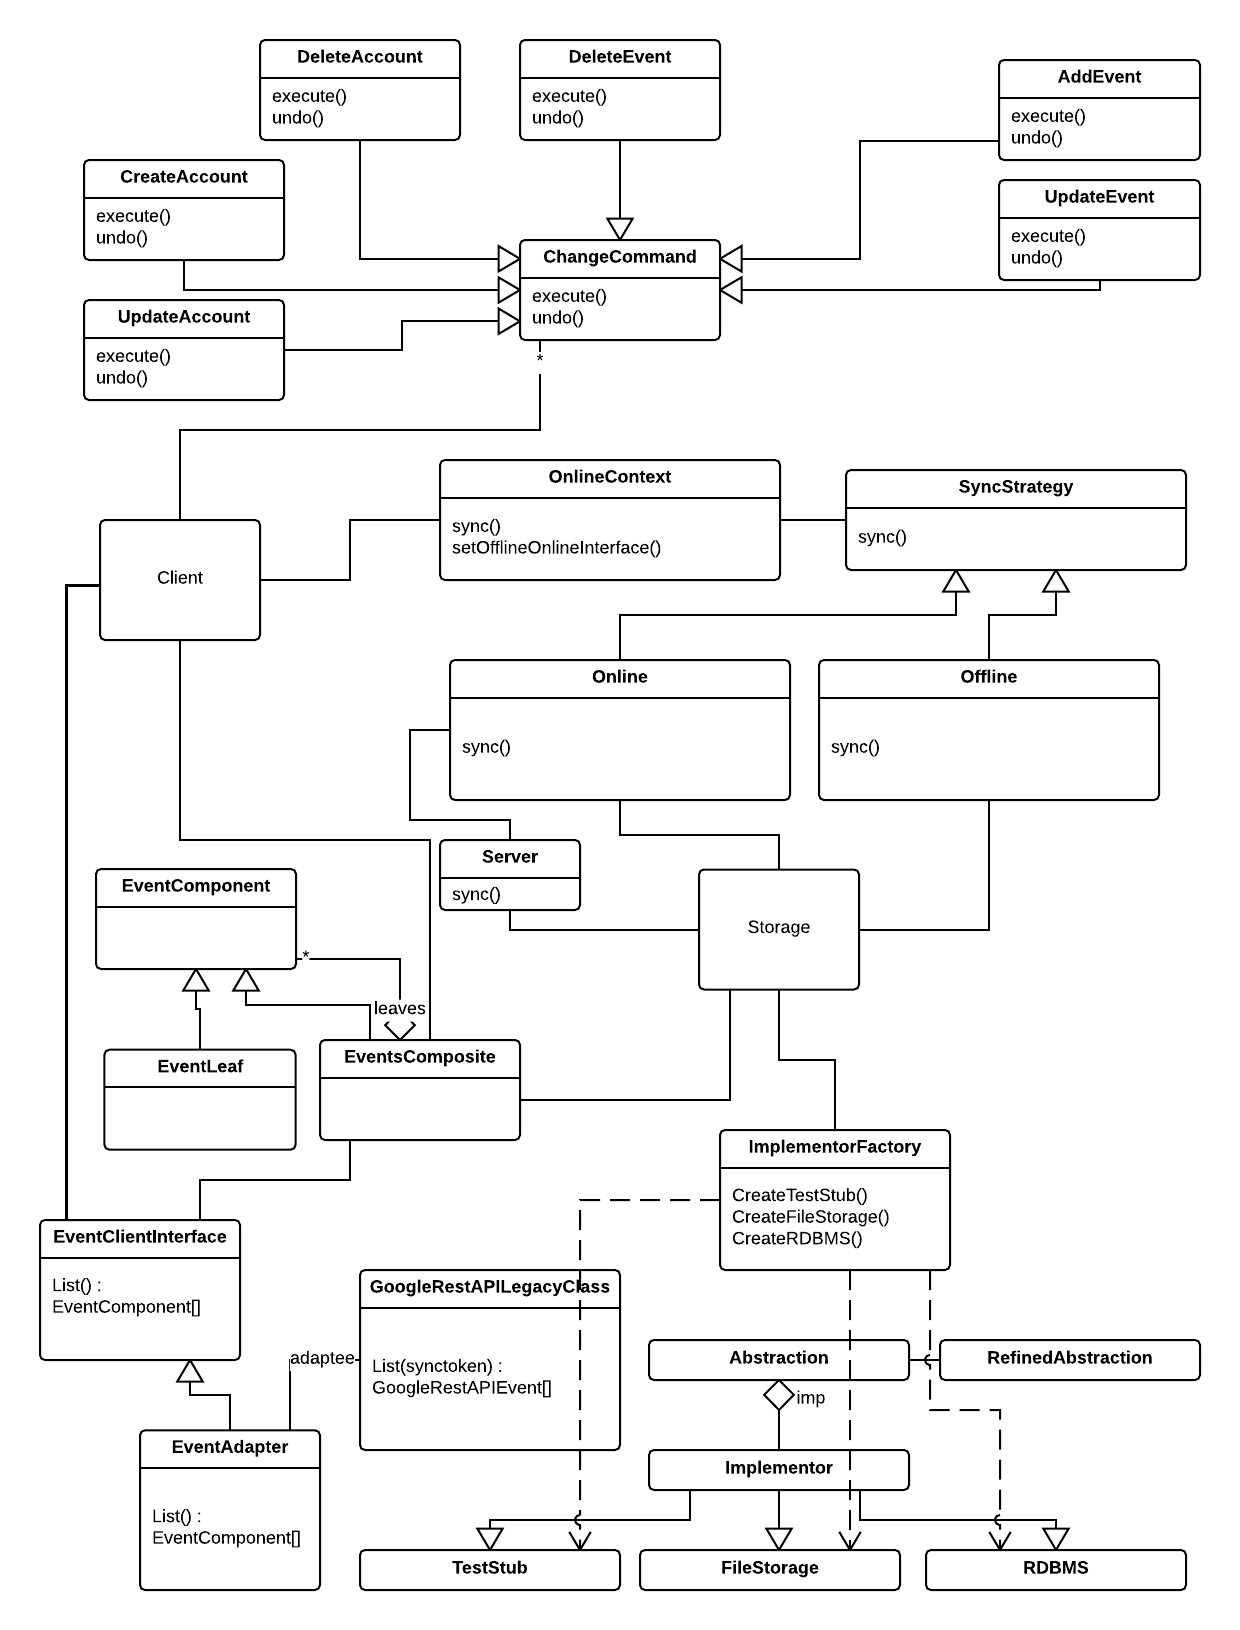 DeleteAccount
execute()
undo()
DeleteEvent
execute()
undo()
AddEvent
execute()
undo()
CreateAccount
execute()
undo()
UpdateEvent
execute()
undo()
ChangeCommand
execute()
undo()
UpdateAccount
execute()
undo()
*
OnlineContext
sync()
setOfflineOnlineInterface()
SyncStrategy
sync()
Client
Online
sync()
Offline
sync()
Server
sync()
EventComponent
Storage
*
leaves
EventsComposite
EventLeaf
ImplementorFactory
CreateTestStub()
CreateFileStorage()
CreateRDBMS()
EventClientInterface
List() :
EventComponent[]
GoogleRestAPILegacyClass
List(synctoken) :
GoogleRestAPIEvent[]
adaptee
Abstraction
RefinedAbstraction
imp
EventAdapter
List() :
EventComponent[]
Implementor
TestStub
FileStorage
RDBMS